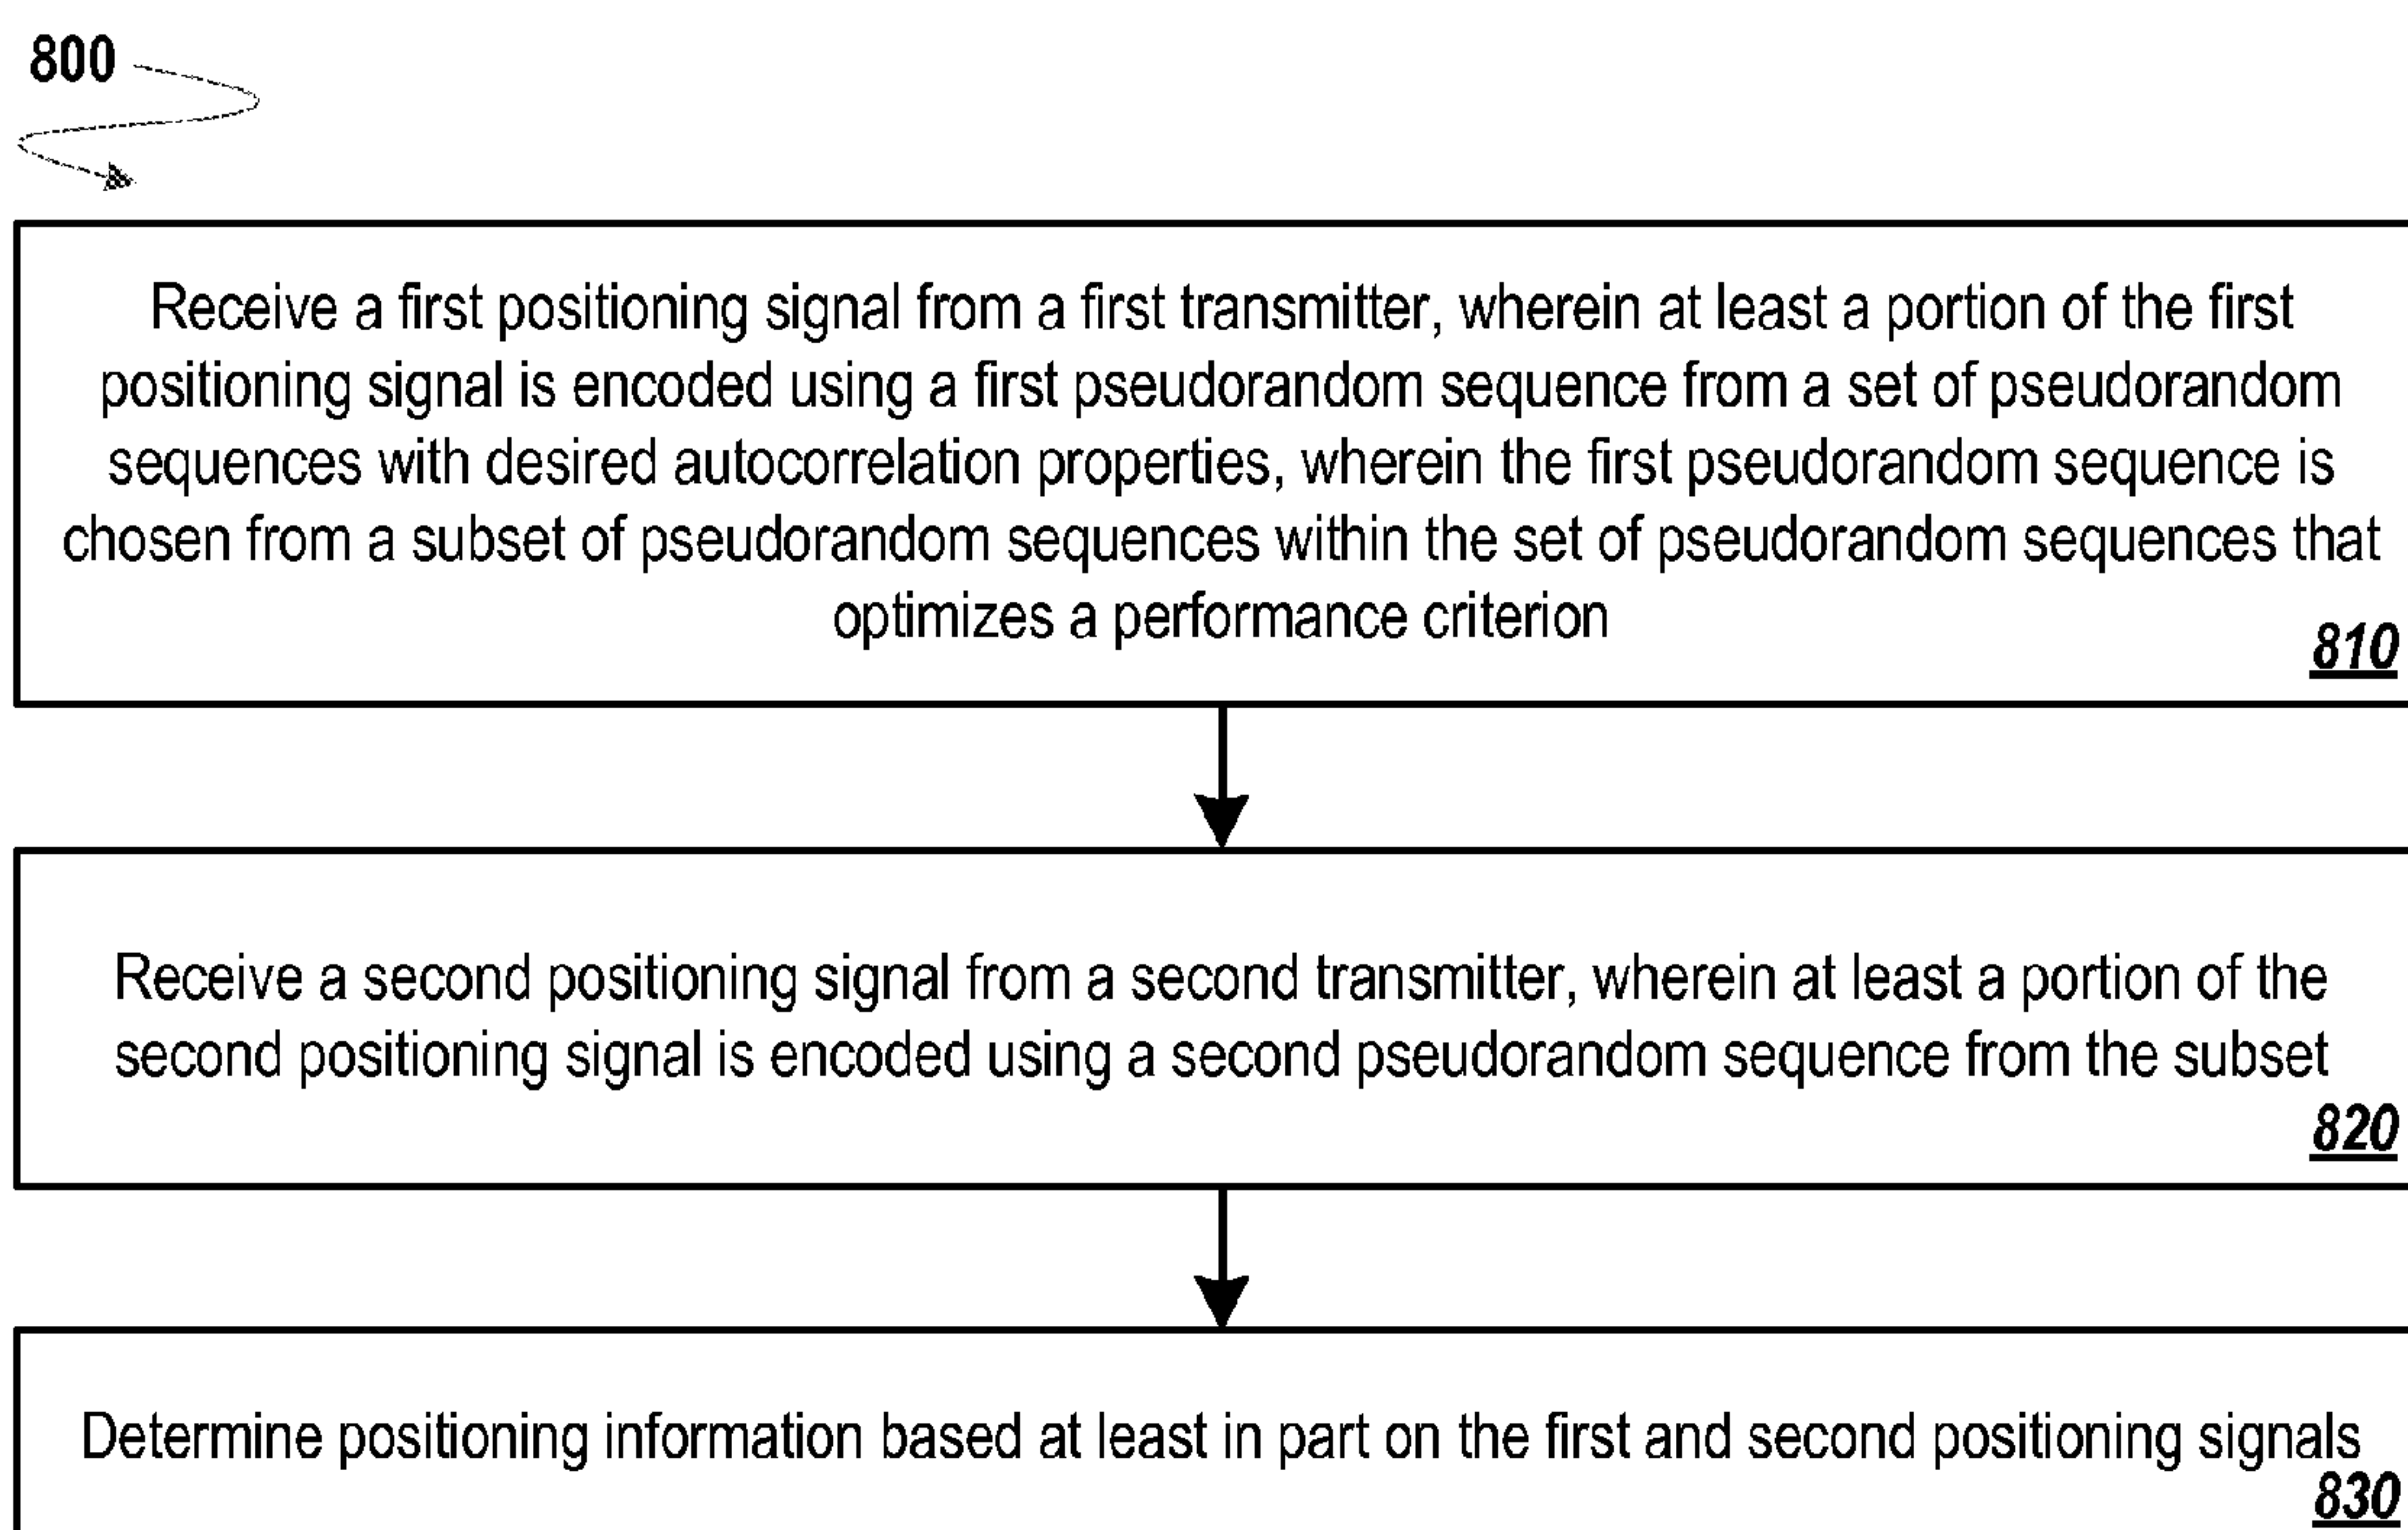 800
Receive a first positioning signal from a first transmitter, wherein at least a portion of the first
positioning signal is encoded using a first pseudorandom sequence from a set of pseudorandom
sequences with desired autocorrelation properties, wherein the first pseudorandom sequence is
chosen from a subset of pseudorandom sequences within the set of pseudorandom sequences that
optimizes a performance criterion
810
Receive a second positioning signal from a second transmitter, wherein at least a portion of the
second positioning signal is encoded using a second pseudorandom sequence from the subset
820
Determine positioning information based at least in part on the first and second positioning signals
830